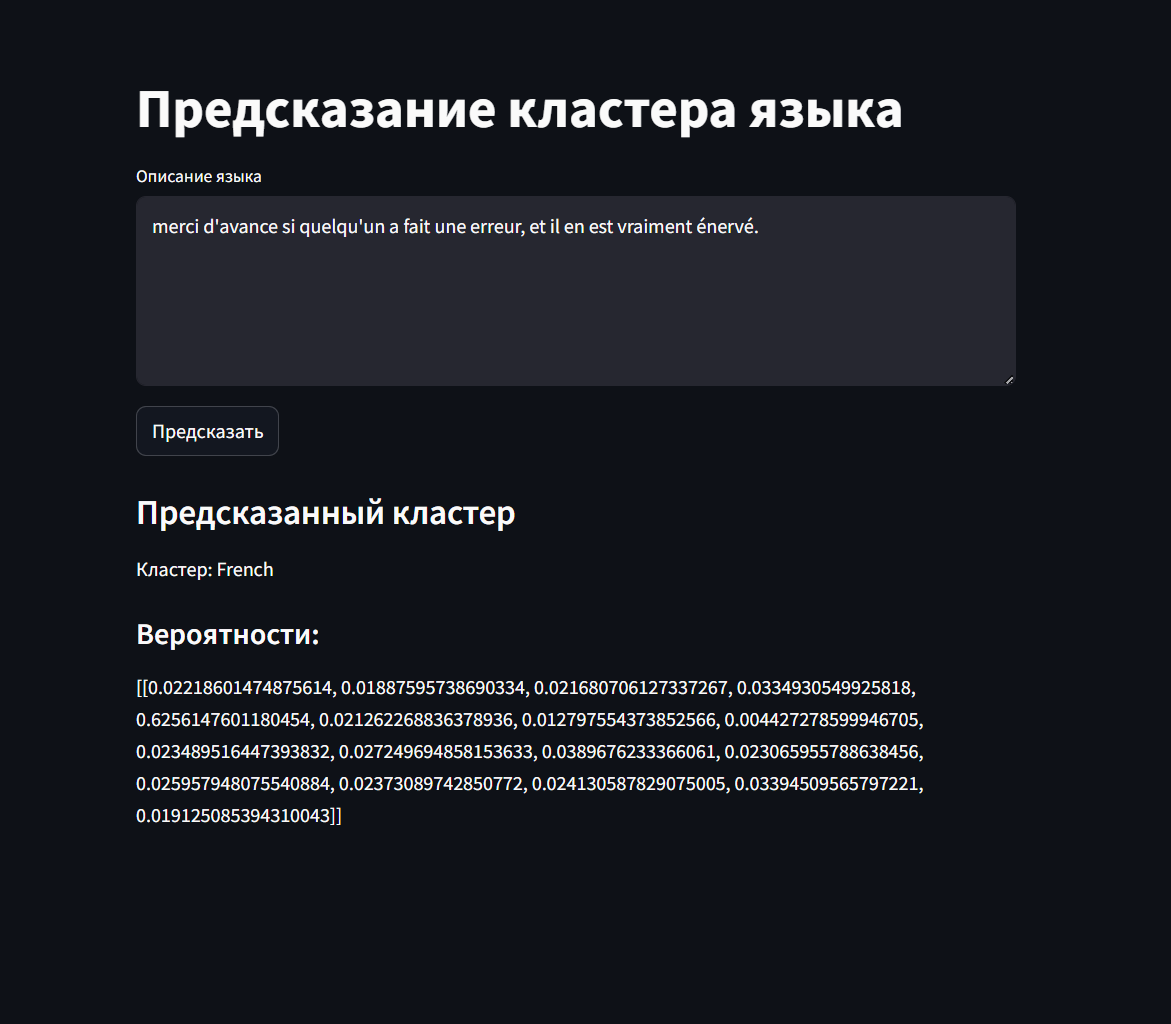 Предсказание кластера языка
Описание языка
merci d'avance si quelqu'un a fait une erreur, et il en est vraiment énervé.
Предсказать
Предсказанный кластер
Кластер: French
Вероятности:
[[0.02218601474875614, 0.01887595738690334, 0.021680706127337267, 0.0334930549925818,
0.6256147601180454, 0.021262268836378936, 0.012797554373852566, 0.004427278599946705,
0.023489516447393832, 0.027249694858153633, 0.0389676233366061, 0.023065955788638456,
0.025957948075540884, 0.02373089742850772, 0.024130587829075005, 0.03394509565797221,
0.019125085394310043]]